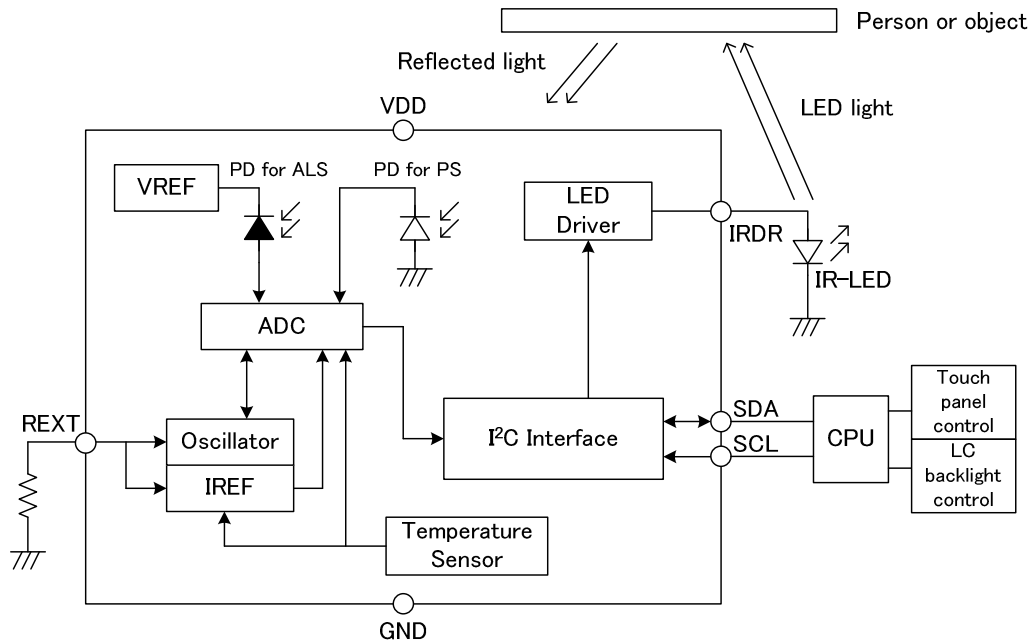 Person or object
Reflected light
LED light
VDD
PD for ALS
PD for PS
VREF
LED
Driver
IRDR
IR-LED
ADC
REXT
Oscillator
IREF
I²C Interface
SDA
SCL
CPU
Touch
panel
control
LC
backlight
control
Temperature
Sensor
GND